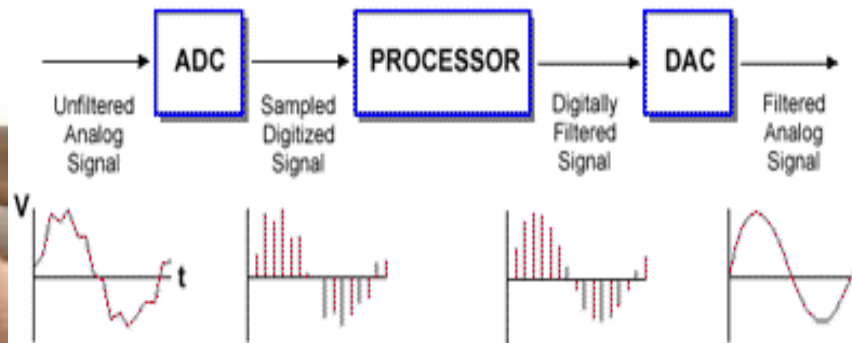 ADC
PROCESSOR
DAC
Unfiltered
Analog
Signal
Sampled
Digitized
Signal
Digitally
Filtered
Signal
Filtered
Analog
Signal
V
t